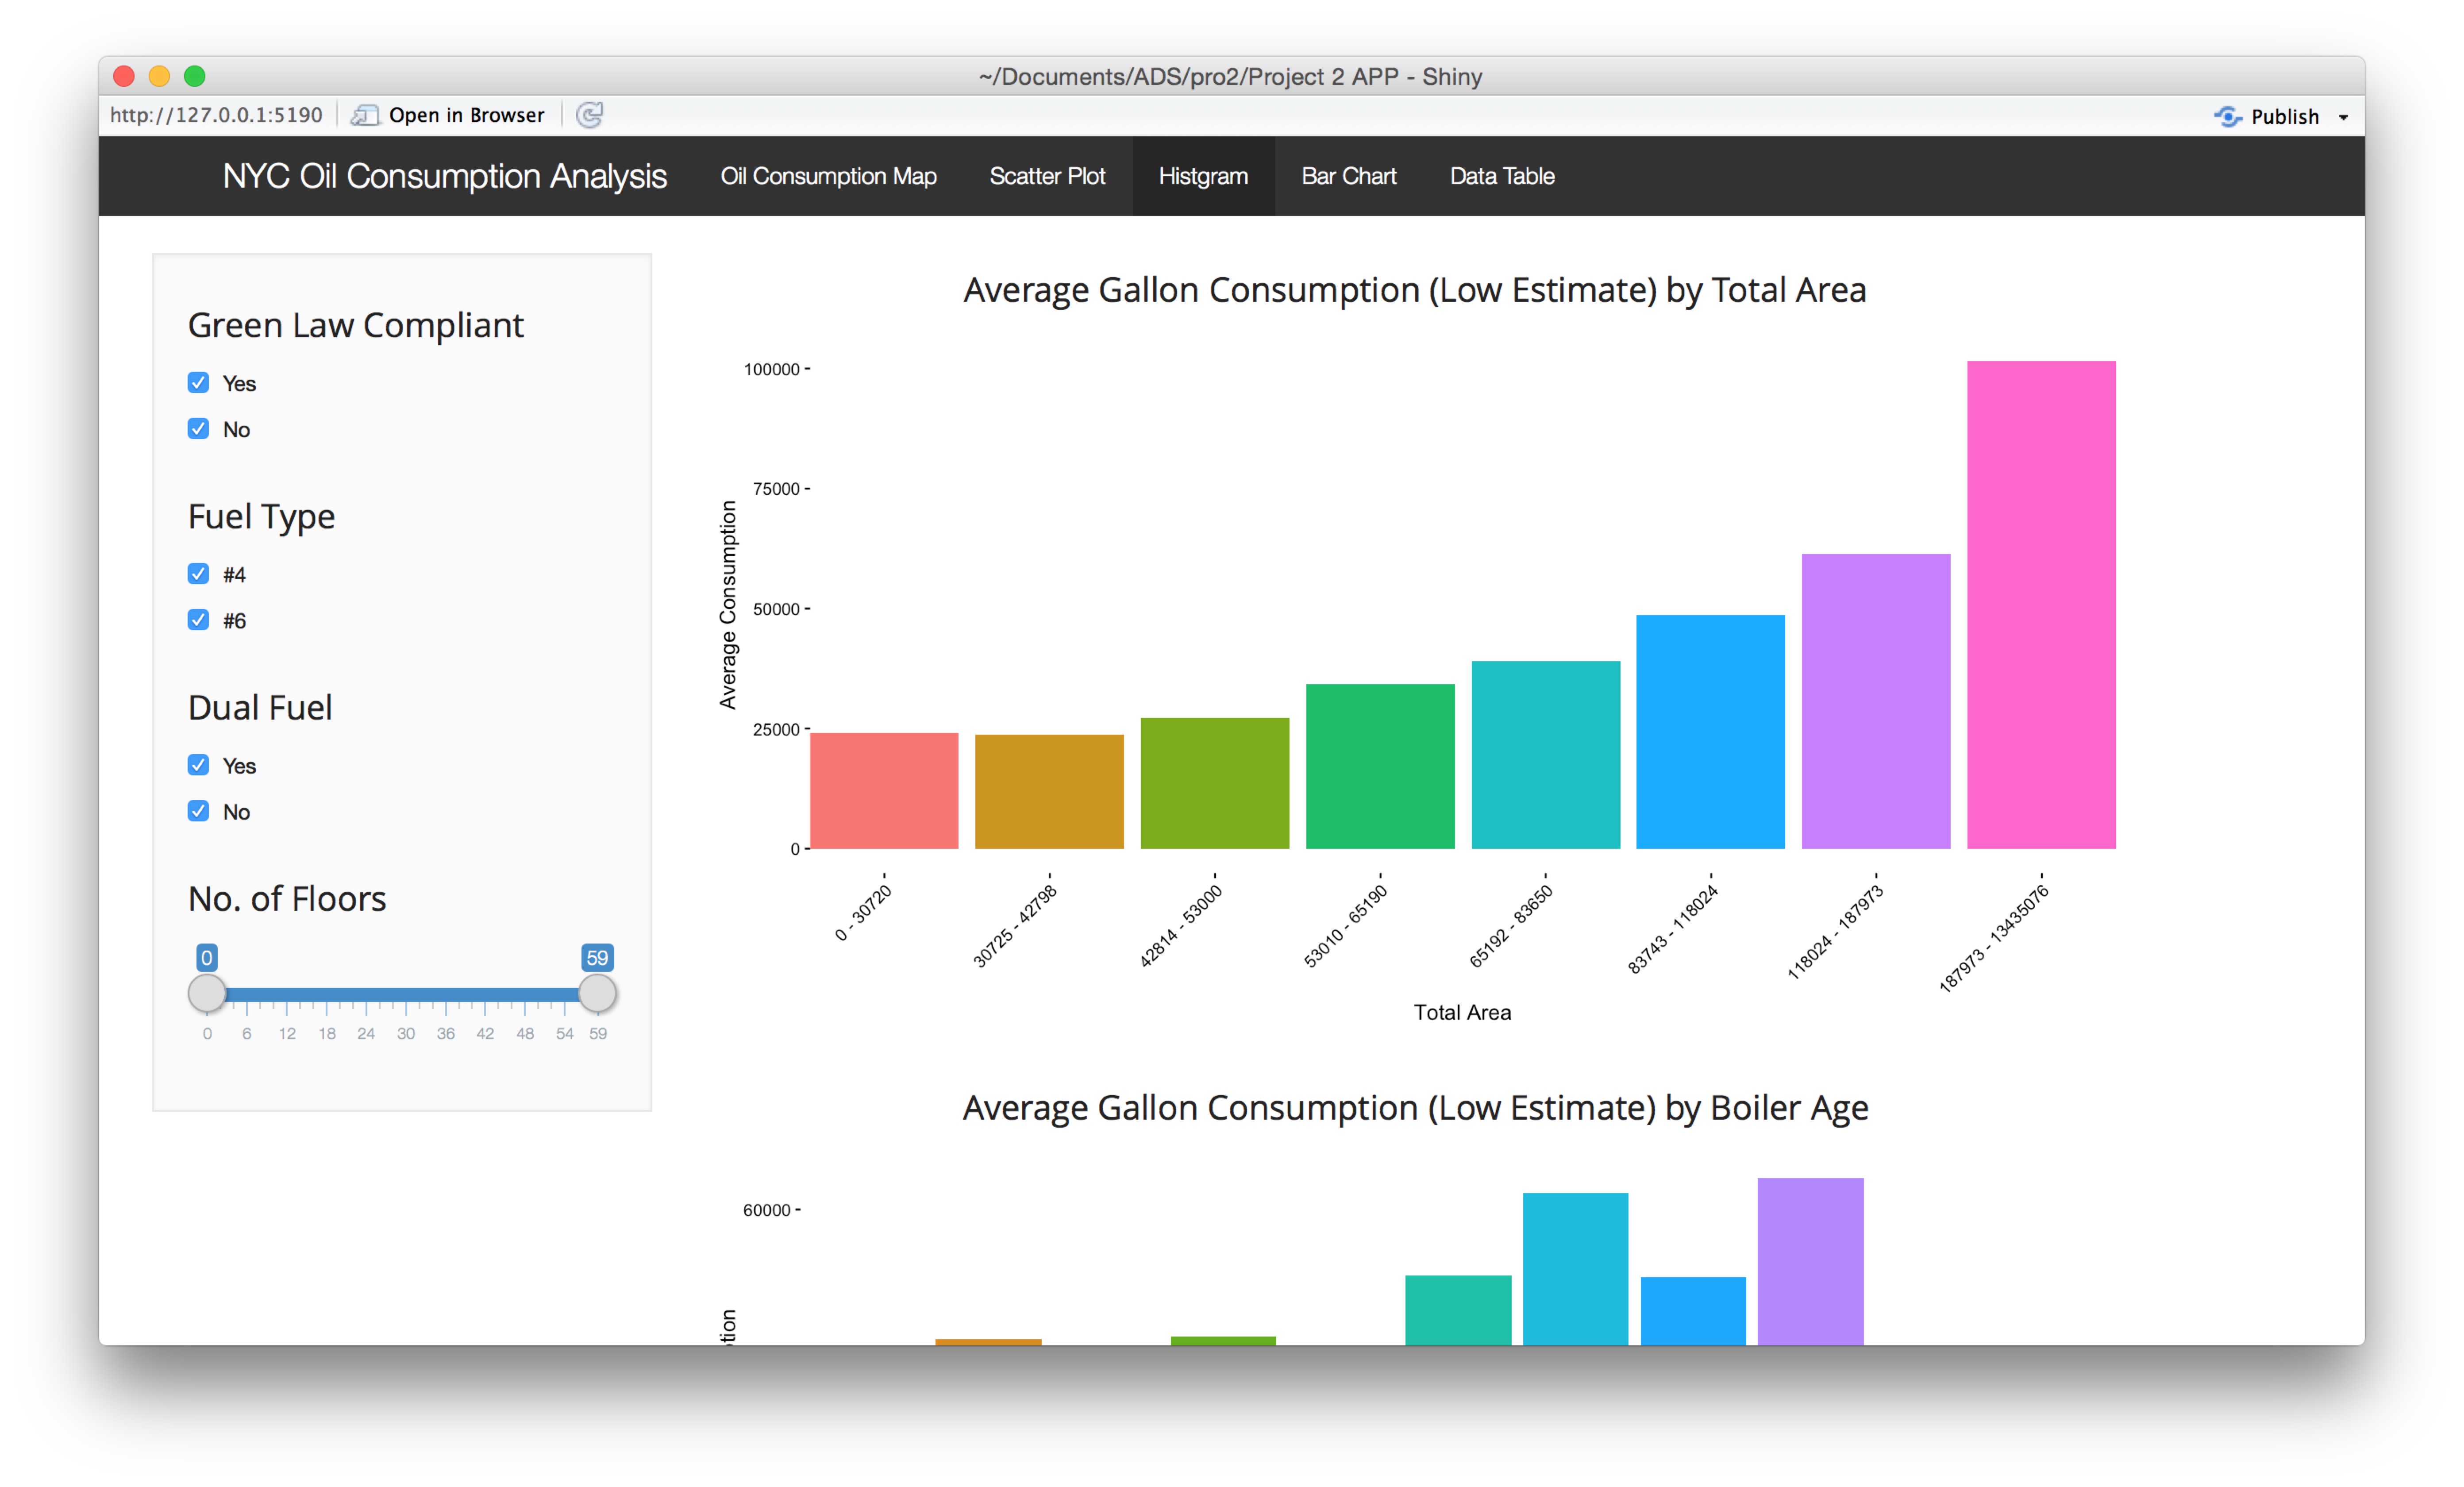 ~/Documents/ADS/pro2/Project 2 APP - Shiny
http://127.0.0.1:5190 Open in Browser Publish
NYC Oil Consumption Analysis Oil Consumption Map Scatter Plot Histgram Bar Chart Data Table
Green Law Compliant
Yes
No
Fuel Type
#4
#6
Dual Fuel
Yes
No
No. of Floors
0 59
0 6 12 18 24 30 36 42 48 54 59
Average Gallon Consumption (Low Estimate) by Total Area
Average Consumption
100000
75000
50000
25000
0
0 - 30720
30725 - 42798
42814 - 53000
53010 - 65190
65192 - 83650
83743 - 118024
118024 - 187973
187973 - 13435076
Total Area
Average Gallon Consumption (Low Estimate) by Boiler Age
60000